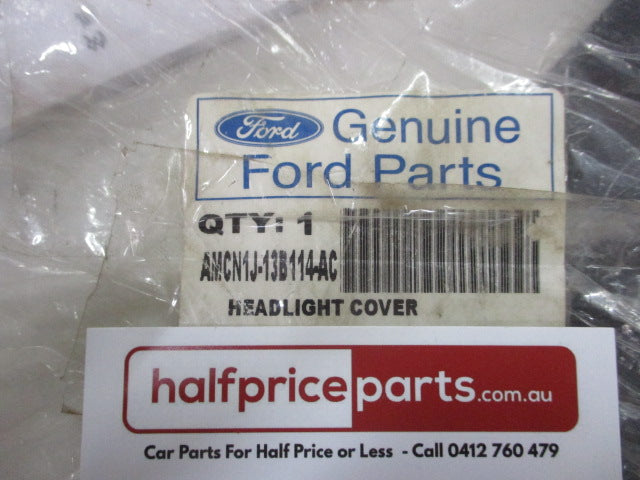 Ford Genuine
Ford Parts
QTY: 1
AMCN1J-13B114-AC
HEADLIGHT COVER
halfpriceparts.com.au
Car Parts For Half Price or Less - Call 0412 760 479